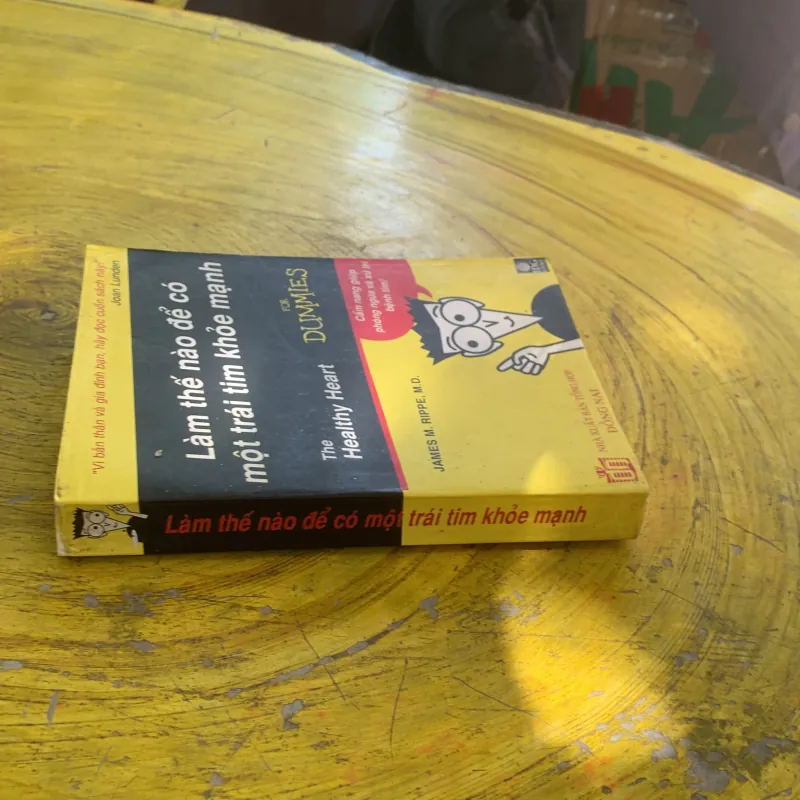 "Vì bản thân và gia đình bạn, hãy đọc cuốn sách này!"
Joan Lunden
Làm thế nào để có
một trái tim khỏe mạnh
The
Healthy Heart
FOR
DUMMIES
Cẩm nang giúp
phòng ngừa và xử trí
bệnh tim!
JAMES M. RIPPE, M.D.
NHÀ XUẤT BẢN TỔNG HỢP
ĐỒNG NAI
Làm thế nào để có một trái tim khỏe mạnh